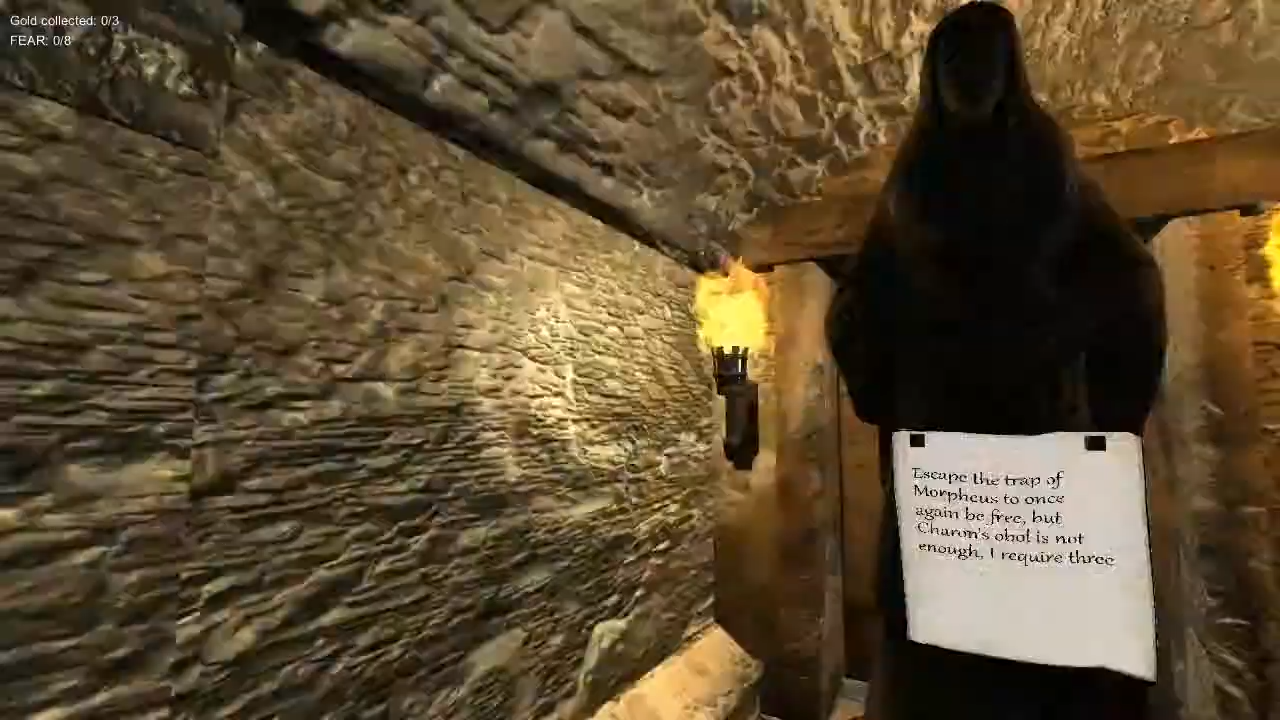 Gold collected: 0/3
FEAR: 0/8
Escape the trap of
Morpheus to once
again be free, but
Charon's obol is not
enough, I require three